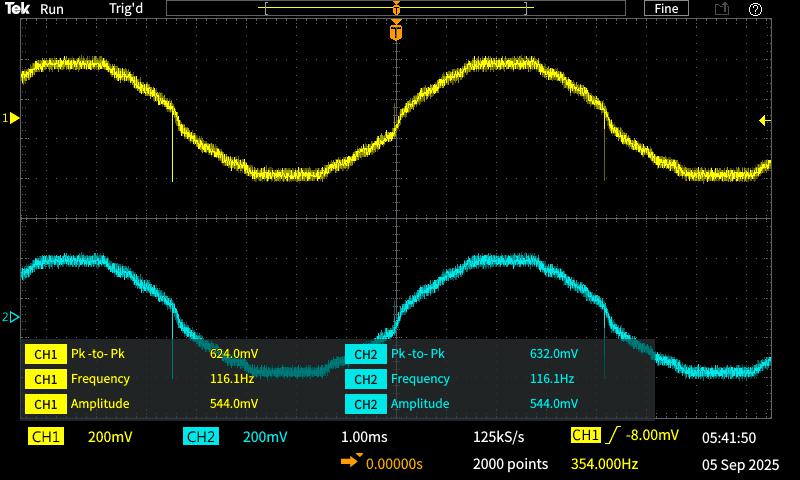 Tek Run Trig'd T Fine ?
T
1
2
CH1 Pk -to- Pk 624.0mV CH2 Pk -to- Pk 632.0mV
CH1 Frequency 116.1Hz CH2 Frequency 116.1Hz
CH1 Amplitude 544.0mV CH2 Amplitude 544.0mV
CH1 200mV CH2 200mV 1.00ms 125kS/s CH1 -8.00mV 05:41:50
0.00000s 2000 points 354.000Hz 05 Sep 2025